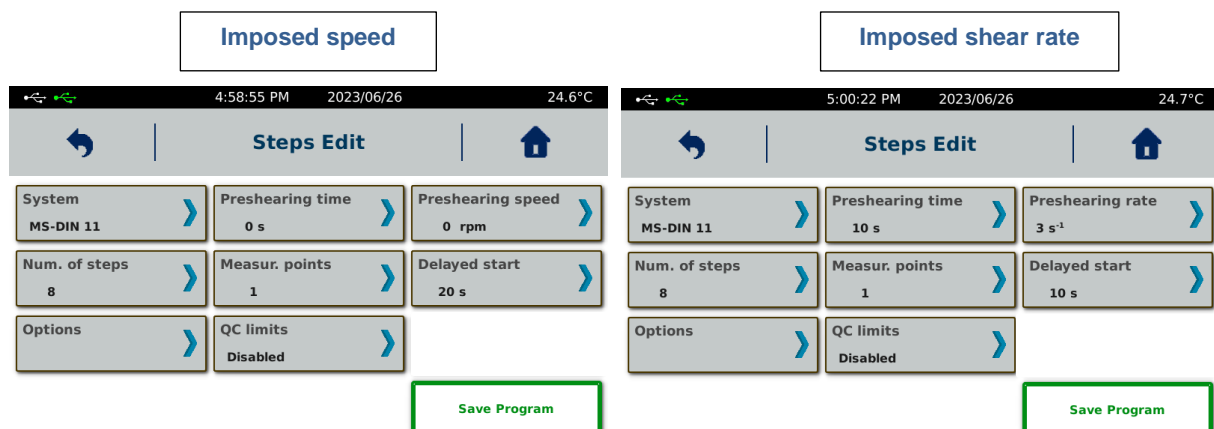 Imposed speed
4:58:55 PM 2023/06/26 24.6°C
Steps Edit
System Preshearing time Preshearing speed
MS-DIN 11 0 s 0 rpm
Num. of steps Measur. points Delayed start
8 1 20 s
Options QC limits
Disabled
Save Program
Imposed shear rate
5:00:22 PM 2023/06/26 24.7°C
Steps Edit
System Preshearing time Preshearing rate
MS-DIN 11 10 s 3 s⁻¹
Num. of steps Measur. points Delayed start
8 1 10 s
Options QC limits
Disabled
Save Program